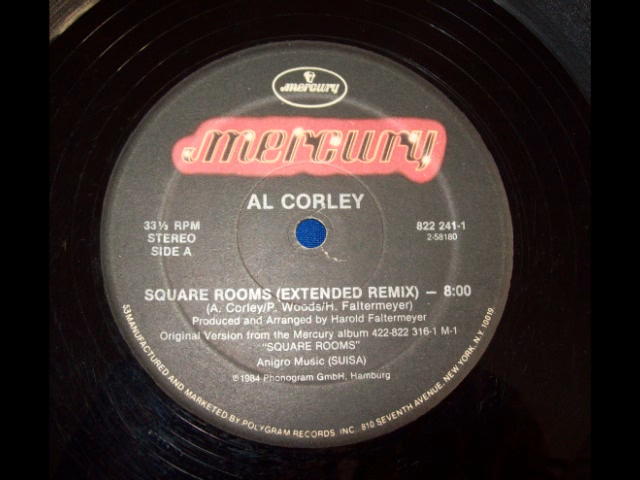 mercury
mercury
AL CORLEY
33⅓ RPM
STEREO
SIDE A
822 241-1
2-58180
SQUARE ROOMS (EXTENDED REMIX) — 8:00
(A. Corley/P. Woods/H. Faltermeyer)
Produced and Arranged by Harold Faltermeyer
Original Version from the Mercury album 422-822 316-1 M-1
"SQUARE ROOMS"
Anigro Music (SUISA)
℗1984 Phonogram GmbH, Hamburg
53 MANUFACTURED AND MARKETED BY POLYGRAM RECORDS, INC., 810 SEVENTH AVENUE, NEW YORK, N.Y. 10019.